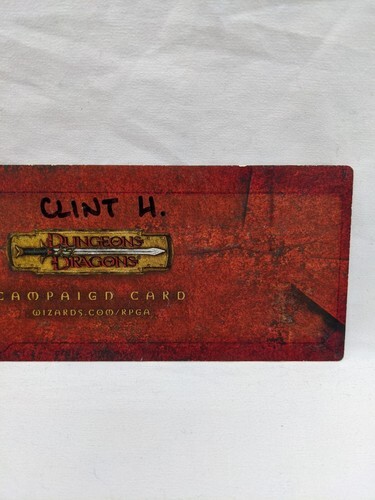 CLINT H.
DUNGEONS
DRAGONS
CAMPAIGN CARD
WIZARDS.COM/RPGA